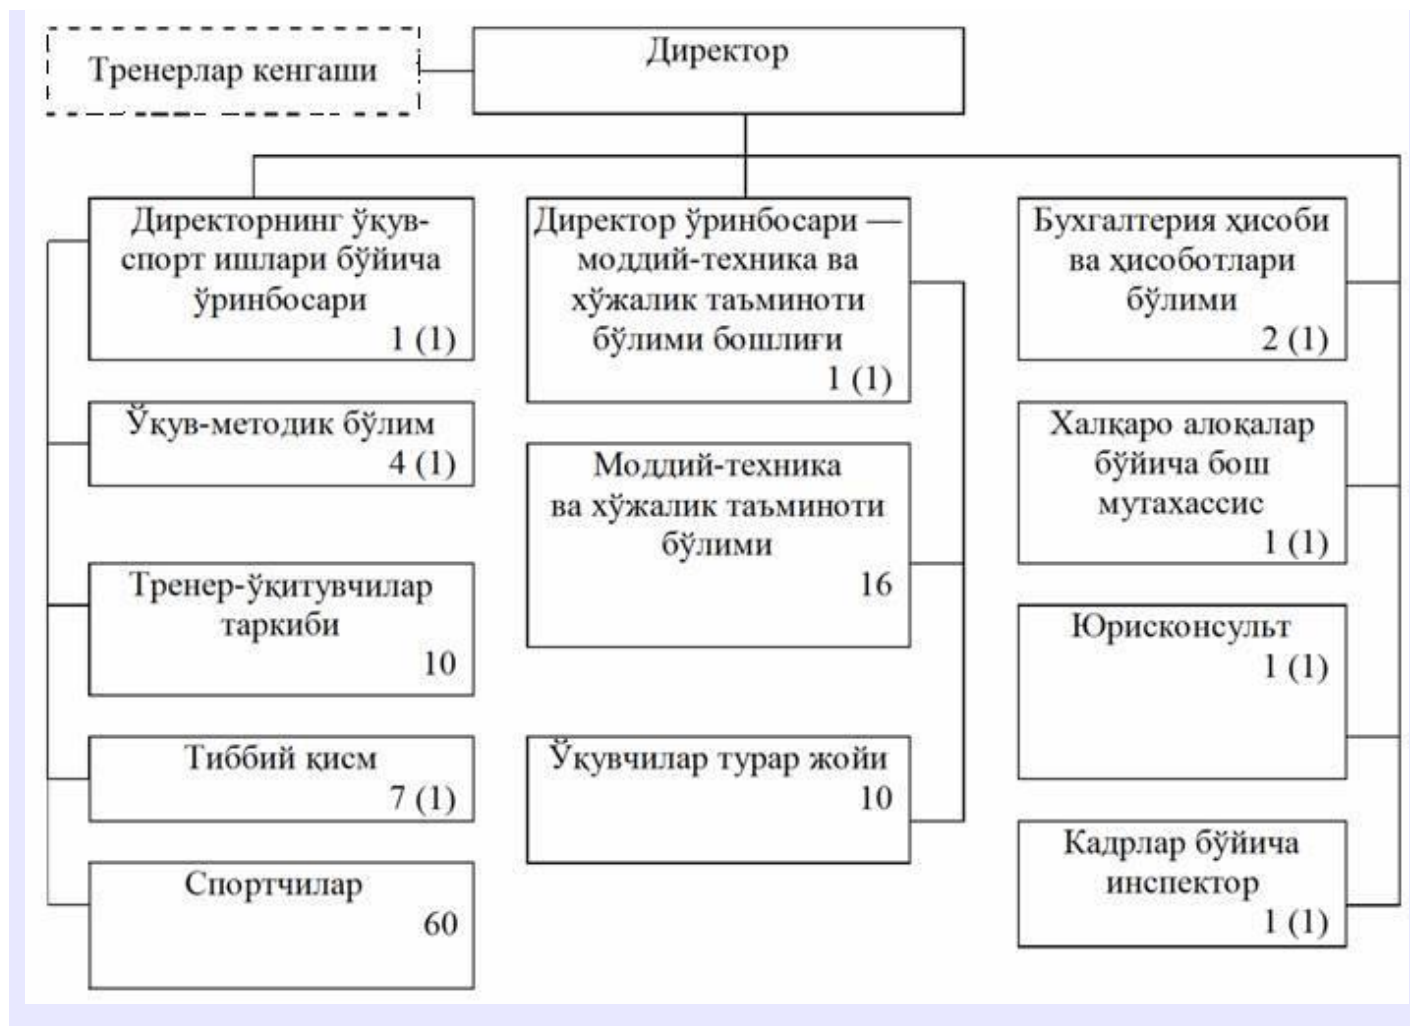 Тренерлар кенгаши
Директор
Директорнинг ўқув-
спорт ишлари бўйича
ўринбосари
1 (1)
Ўқув-методик бўлим
4 (1)
Тренер-ўқитувчилар
таркиби
10
Тиббий қисм
7 (1)
Спортчилар
60
Директор ўринбосари —
моддий-техника ва
хўжалик таъминоти
бўлими бошлиғи
1 (1)
Моддий-техника
ва хўжалик таъминоти
бўлими
16
Ўқувчилар турар жойи
10
Бухгалтерия ҳисоби
ва ҳисоботлари
бўлими
2 (1)
Халқаро алоқалар
бўйича бош
мутахассис
1 (1)
Юрисконсульт
1 (1)
Кадрлар бўйича
инспектор
1 (1)